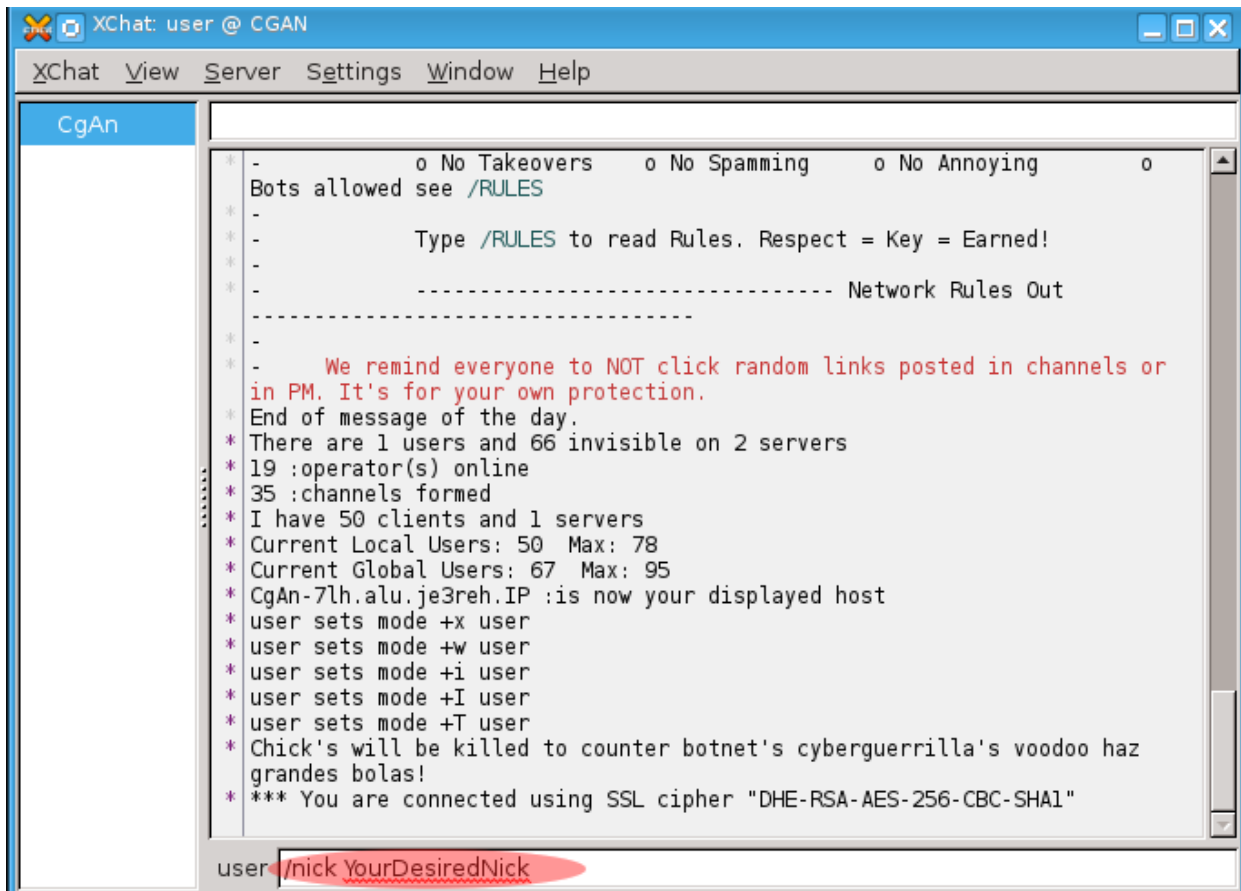 XChat: user @ CGAN
XChat View Server Settings Window Help
CgAn
* - o No Takeovers o No Spamming o No Annoying o
Bots allowed see /RULES
* -
* - Type /RULES to read Rules. Respect = Key = Earned!
* -
* - --------------------------------- Network Rules Out
-----------------------------------
* -
* - We remind everyone to NOT click random links posted in channels or
in PM. It's for your own protection.
* End of message of the day.
* There are 1 users and 66 invisible on 2 servers
* 19 :operator(s) online
* 35 :channels formed
* I have 50 clients and 1 servers
* Current Local Users: 50 Max: 78
* Current Global Users: 67 Max: 95
* CgAn-7lh.alu.je3reh.IP :is now your displayed host
* user sets mode +x user
* user sets mode +w user
* user sets mode +i user
* user sets mode +I user
* user sets mode +T user
* Chick's will be killed to counter botnet's cyberguerrilla's voodoo haz
grandes bolas!
* *** You are connected using SSL cipher "DHE-RSA-AES-256-CBC-SHA1"
user /nick YourDesiredNick